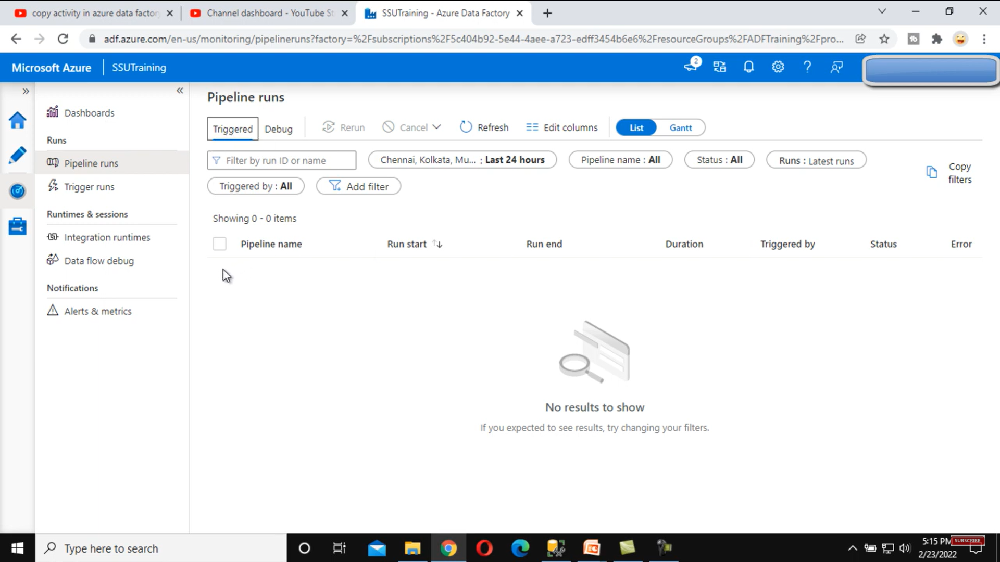 copy activity in azure data factor
Channel dashboard - YouTube St
SSUTraining - Azure Data Factory
adf.azure.com/en-us/monitoring/pipelineruns?factory=%2Fsubscriptions%2F5c404b92-5e44-4aee-a723-edff3454b6e6%2FresourceGroups%2FADFTraining%2Fpro...
Microsoft Azure
SSUTraining
2
Dashboards
Runs
Pipeline runs
Trigger runs
Runtimes & sessions
Integration runtimes
Data flow debug
Notifications
Alerts & metrics
Pipeline runs
Triggered Debug Rerun Cancel Refresh Edit columns List Gantt
Filter by run ID or name
Chennai, Kolkata, Mu... : Last 24 hours
Pipeline name : All
Status : All
Runs : Latest runs
Copy
filters
Triggered by : All
Add filter
Showing 0 - 0 items
Pipeline name Run start Run end Duration Triggered by Status Error
No results to show
If you expected to see results, try changing your filters.
Type here to search
5:15 PM
SUBSCRIBE
2/23/2022